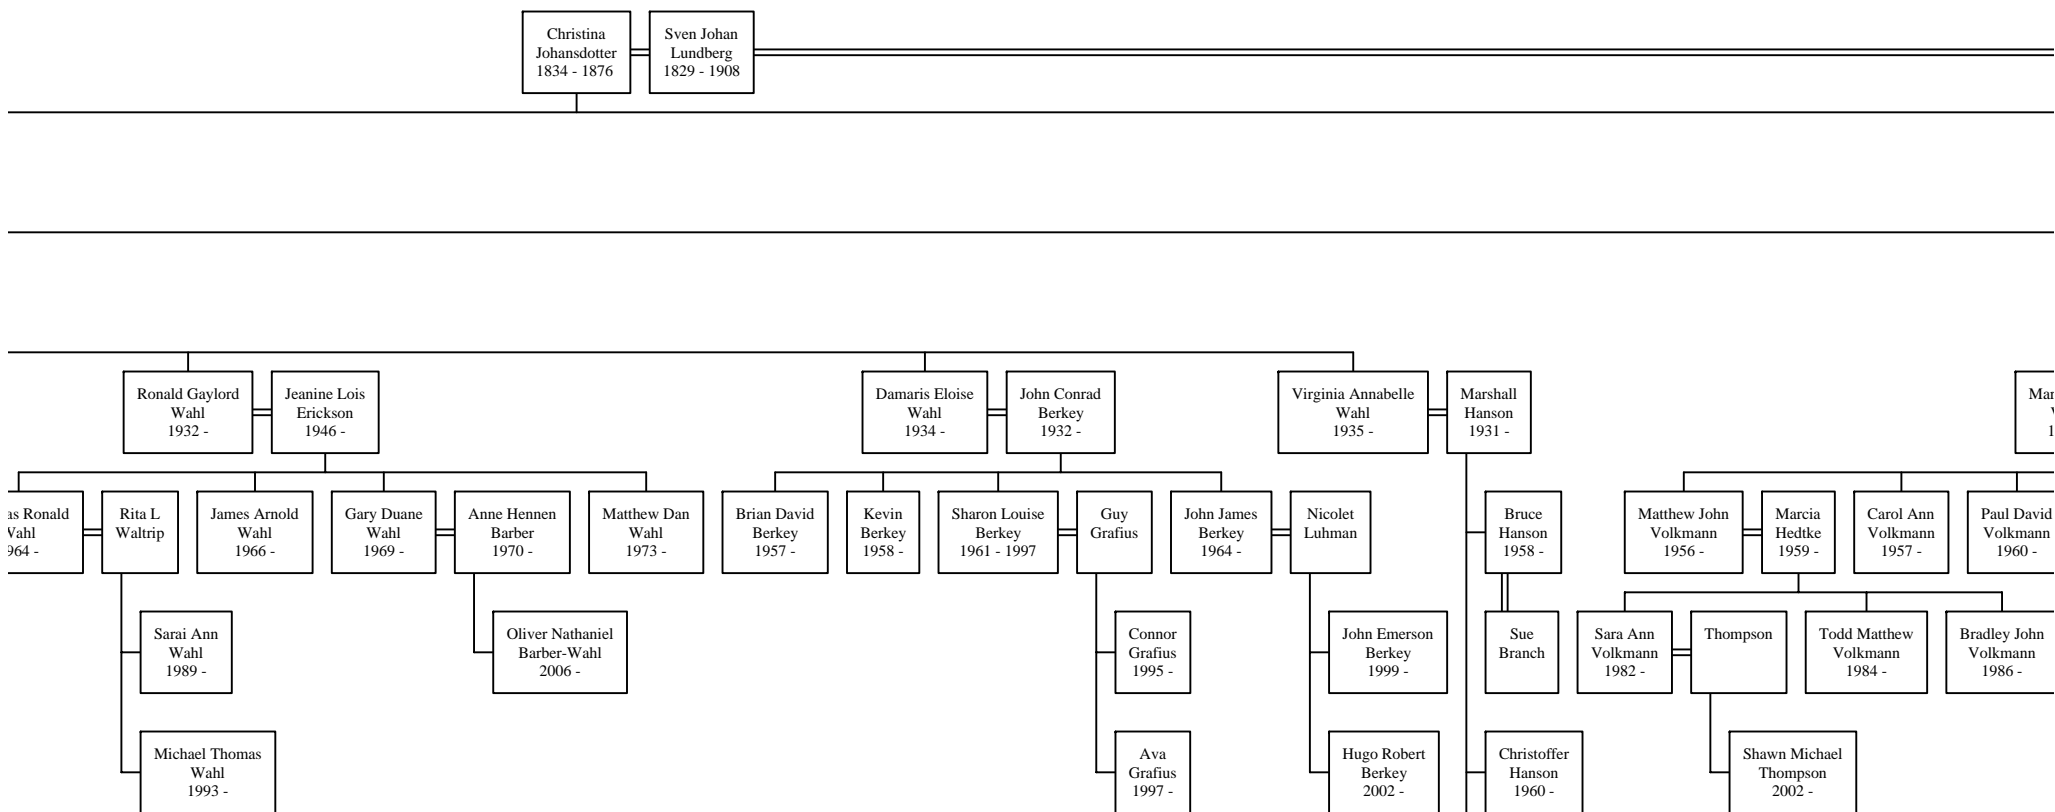 Christina
Johansdotter
1834 - 1876
Sven Johan
Lundberg
1829 - 1908
Ronald Gaylord
Wahl
1932 -
Jeanine Lois
Erickson
1946 -
Damaris Eloise
Wahl
1934 -
John Conrad
Berkey
1932 -
Virginia Annabelle
Wahl
1935 -
Marshall
Hanson
1931 -
Mar
1
as Ronald
Wahl
964 -
Rita L
Waltrip
James Arnold
Wahl
1966 -
Gary Duane
Wahl
1969 -
Anne Hennen
Barber
1970 -
Matthew Dan
Wahl
1973 -
Brian David
Berkey
1957 -
Kevin
Berkey
1958 -
Sharon Louise
Berkey
1961 - 1997
Guy
Grafius
John James
Berkey
1964 -
Nicolet
Luhman
Bruce
Hanson
1958 -
Matthew John
Volkmann
1956 -
Marcia
Hedtke
1959 -
Carol Ann
Volkmann
1957 -
Paul David
Volkmann
1960 -
Sarai Ann
Wahl
1989 -
Oliver Nathaniel
Barber-Wahl
2006 -
Connor
Grafius
1995 -
John Emerson
Berkey
1999 -
Sue
Branch
Sara Ann
Volkmann
1982 -
Thompson
Todd Matthew
Volkmann
1984 -
Bradley John
Volkmann
1986 -
Michael Thomas
Wahl
1993 -
Ava
Grafius
1997 -
Hugo Robert
Berkey
2002 -
Christoffer
Hanson
1960 -
Shawn Michael
Thompson
2002 -